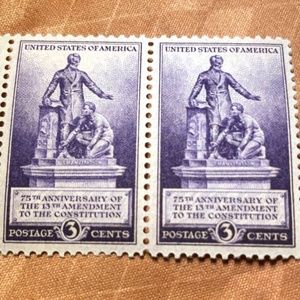 UNITED STATES OF AMERICA
75TH ANNIVERSARY OF
THE 13TH AMENDMENT
TO THE CONSTITUTION
POSTAGE 3 CENTS
UNITED STATES OF AMERICA
75TH ANNIVERSARY OF
THE 13TH AMENDMENT
TO THE CONSTITUTION
POSTAGE 3 CENTS